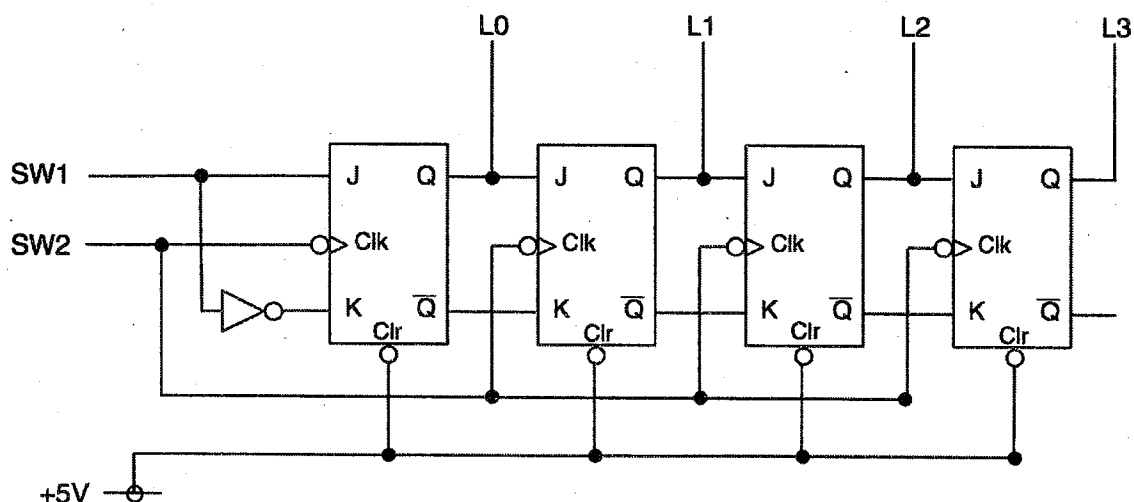 L0 L1 L2 L3
SW1 J Q J Q J Q J Q
SW2 Clk Clk Clk Clk
K Q̅ K Q̅ K Q̅ K Q̅
Clr Clr Clr Clr
+5V